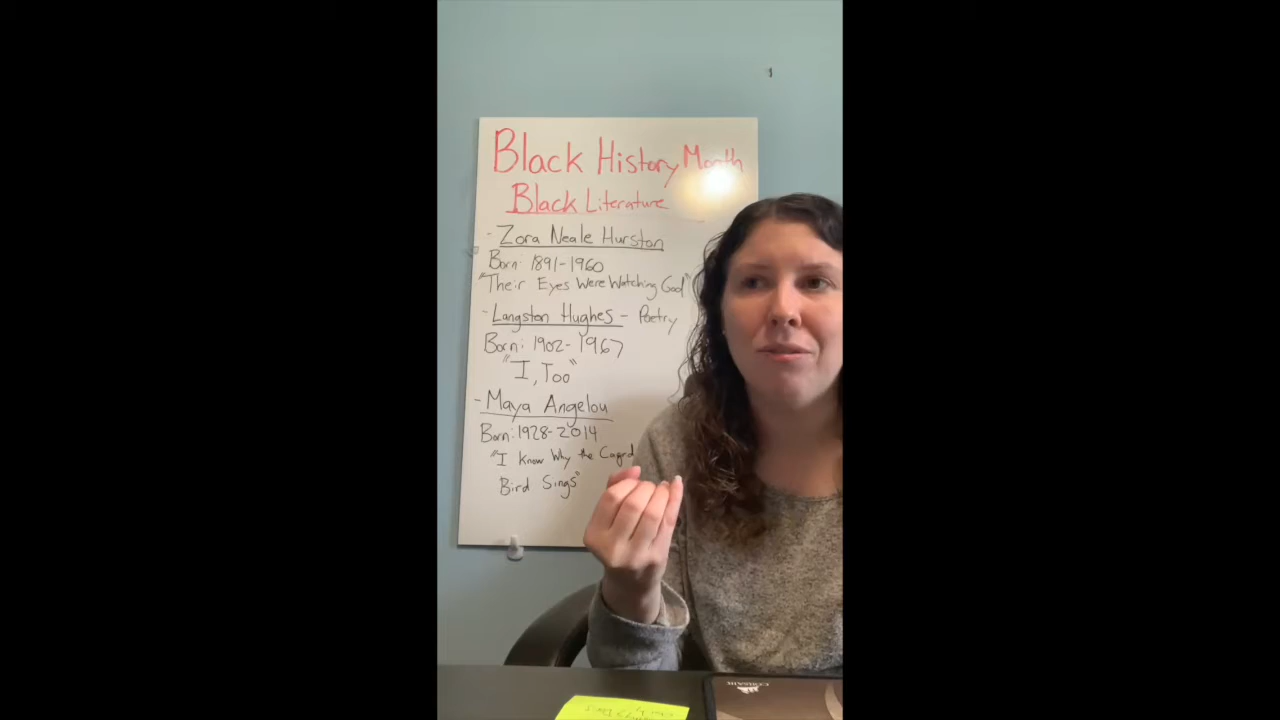 Black History Month
Black Literature
- Zora Neale Hurston
Born: 1891-1960
"Their Eyes Were Watching God"
- Langston Hughes - Poetry
Born: 1902-1967
"I, Too"
- Maya Angelou
Born: 1928-2014
"I Know Why the Caged
Bird Sings"
CORSAIR